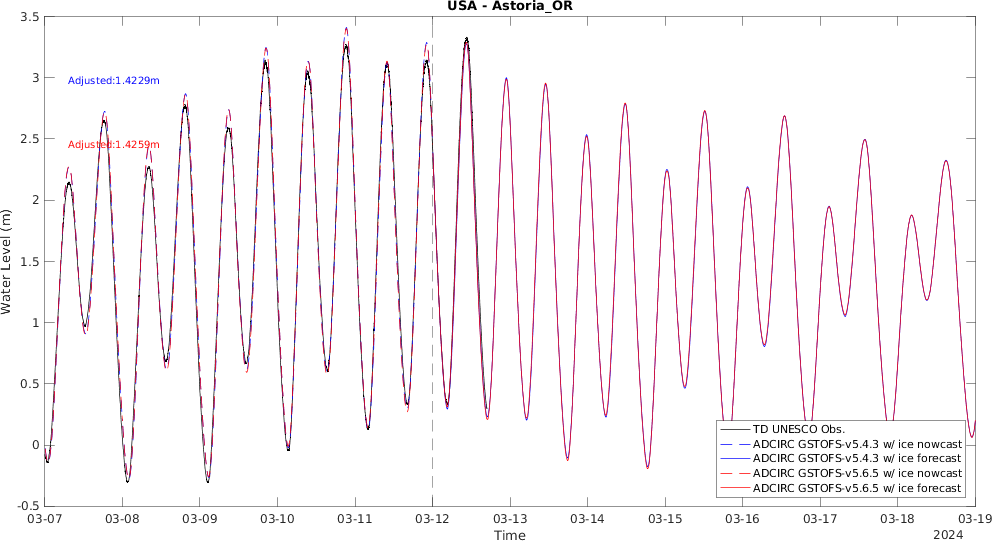 USA - Astoria_OR
3.5
3
2.5
2
1.5
1
0.5
0
-0.5
Water Level (m)
Adjusted:1.4229m
Adjusted:1.4259m
TD UNESCO Obs.
ADCIRC GSTOFS-v5.4.3 w/ ice nowcast
ADCIRC GSTOFS-v5.4.3 w/ ice forecast
ADCIRC GSTOFS-v5.6.5 w/ ice nowcast
ADCIRC GSTOFS-v5.6.5 w/ ice forecast
03-07 03-08 03-09 03-10 03-11 03-12 03-13 03-14 03-15 03-16 03-17 03-18 03-19
Time
2024